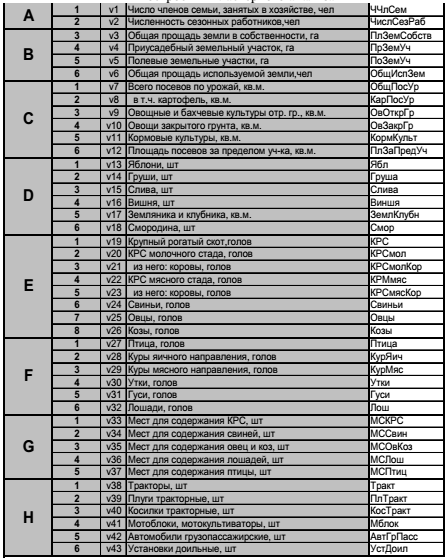 A 1 v1 Число членов семьи, занятых в хозяйстве, чел ЧЧлСем
2 v2 Численность сезонных работников,чел ЧислСезРаб
B 3 v3 Общая прощадь земли в собственности, га ПлЗемСобств
4 v4 Приусадебный земельный участок, га ПрЗемУч
5 v5 Полевые земельные участки, га ПоЗемУч
6 v6 Общая прощадь используемой земли,чел ОбщИспЗем
C 1 v7 Всего посевов по урожай, кв.м. ОбщПосУр
2 v8 в т.ч. картофель, кв.м. КарПосУр
3 v9 Овощные и бахчевые культуры отр. гр., кв.м. ОвОткрГр
4 v10 Овощи закрытого грунта, кв.м. ОвЗакрГр
5 v11 Кормовые культуры, кв.м. КормКульт
6 v12 Площадь посевов за пределом уч-ка, кв.м. ПлЗаПредУч
D 1 v13 Яблони, шт Ябл
2 v14 Груши, шт Груша
3 v15 Слива, шт Слива
4 v16 Вишня, шт Виншя
5 v17 Земляника и клубника, кв.м. ЗемлКлубн
6 v18 Смородина, шт Смор
E 1 v19 Крупный рогатый скот,голов КРС
2 v20 КРС молочного стада, голов КРСмол
3 v21 из него: коровы, голов КРСмолКор
4 v22 КРС мясного стада, голов КРМмяс
5 v23 из него: коровы, голов КРСмясКор
6 v24 Свиньи, голов Свиньи
7 v25 Овцы, голов Овцы
8 v26 Козы, голов Козы
F 1 v27 Птица, голов Птица
2 v28 Куры яичного направления, голов КурЯич
3 v29 Куры мясного направления, голов КурМяс
4 v30 Утки, голов Утки
5 v31 Гуси, голов Гуси
6 v32 Лошади, голов Лош
G 1 v33 Мест для содержания КРС, шт МСКРС
2 v34 Мест для содержания свиней, шт МССвин
3 v35 Мест для содержания овец и коз, шт МСОвКоз
4 v36 Мест для содержания лошадей, шт МСЛош
5 v37 Мест для содержания птицы, шт МСПтиц
H 1 v38 Тракторы, шт Тракт
2 v39 Плуги тракторные, шт ПлТракт
3 v40 Косилки тракторные, шт КосТракт
4 v41 Мотоблоки, мотокультиваторы, шт Мблок
5 v42 Автомобили грузопассажирские, шт АвтГрПасс
6 v43 Установки доильные, шт УстДоил